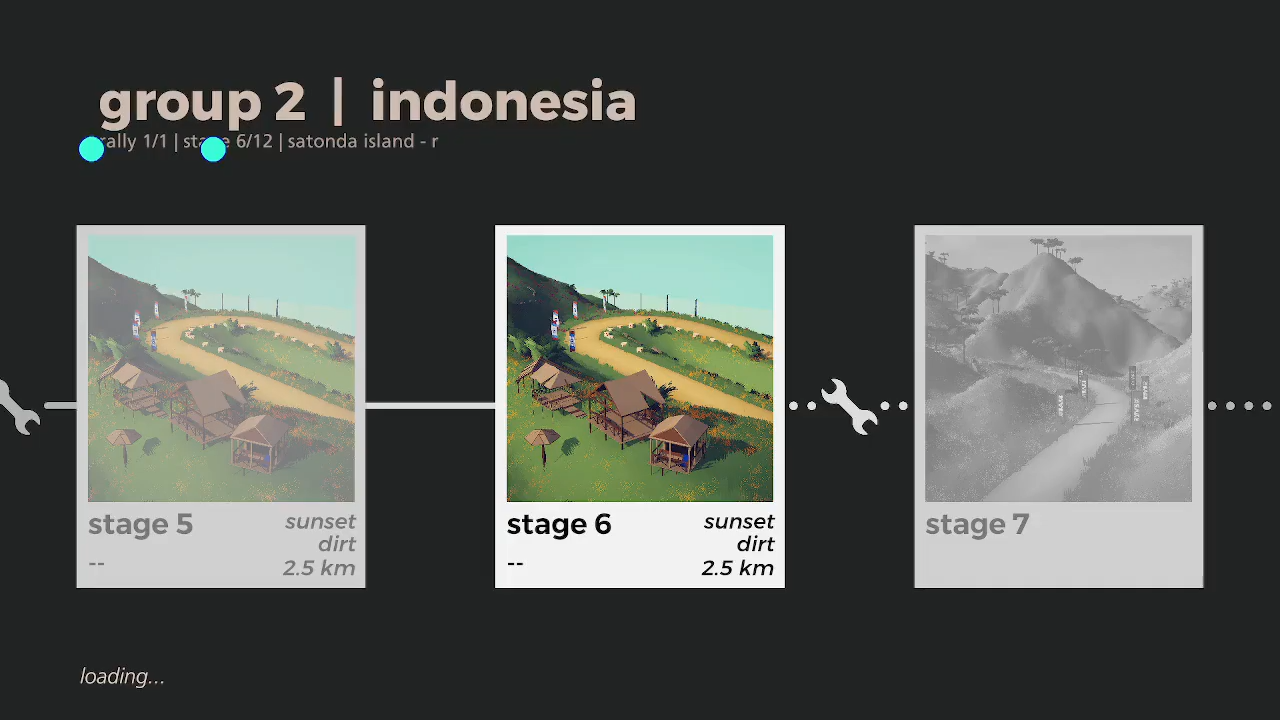 group 2 | indonesia
rally 1/1 | stage 6/12 | satonda island - r
stage 5
sunset
dirt
--
2.5 km
stage 6
sunset
dirt
--
2.5 km
stage 7
loading...